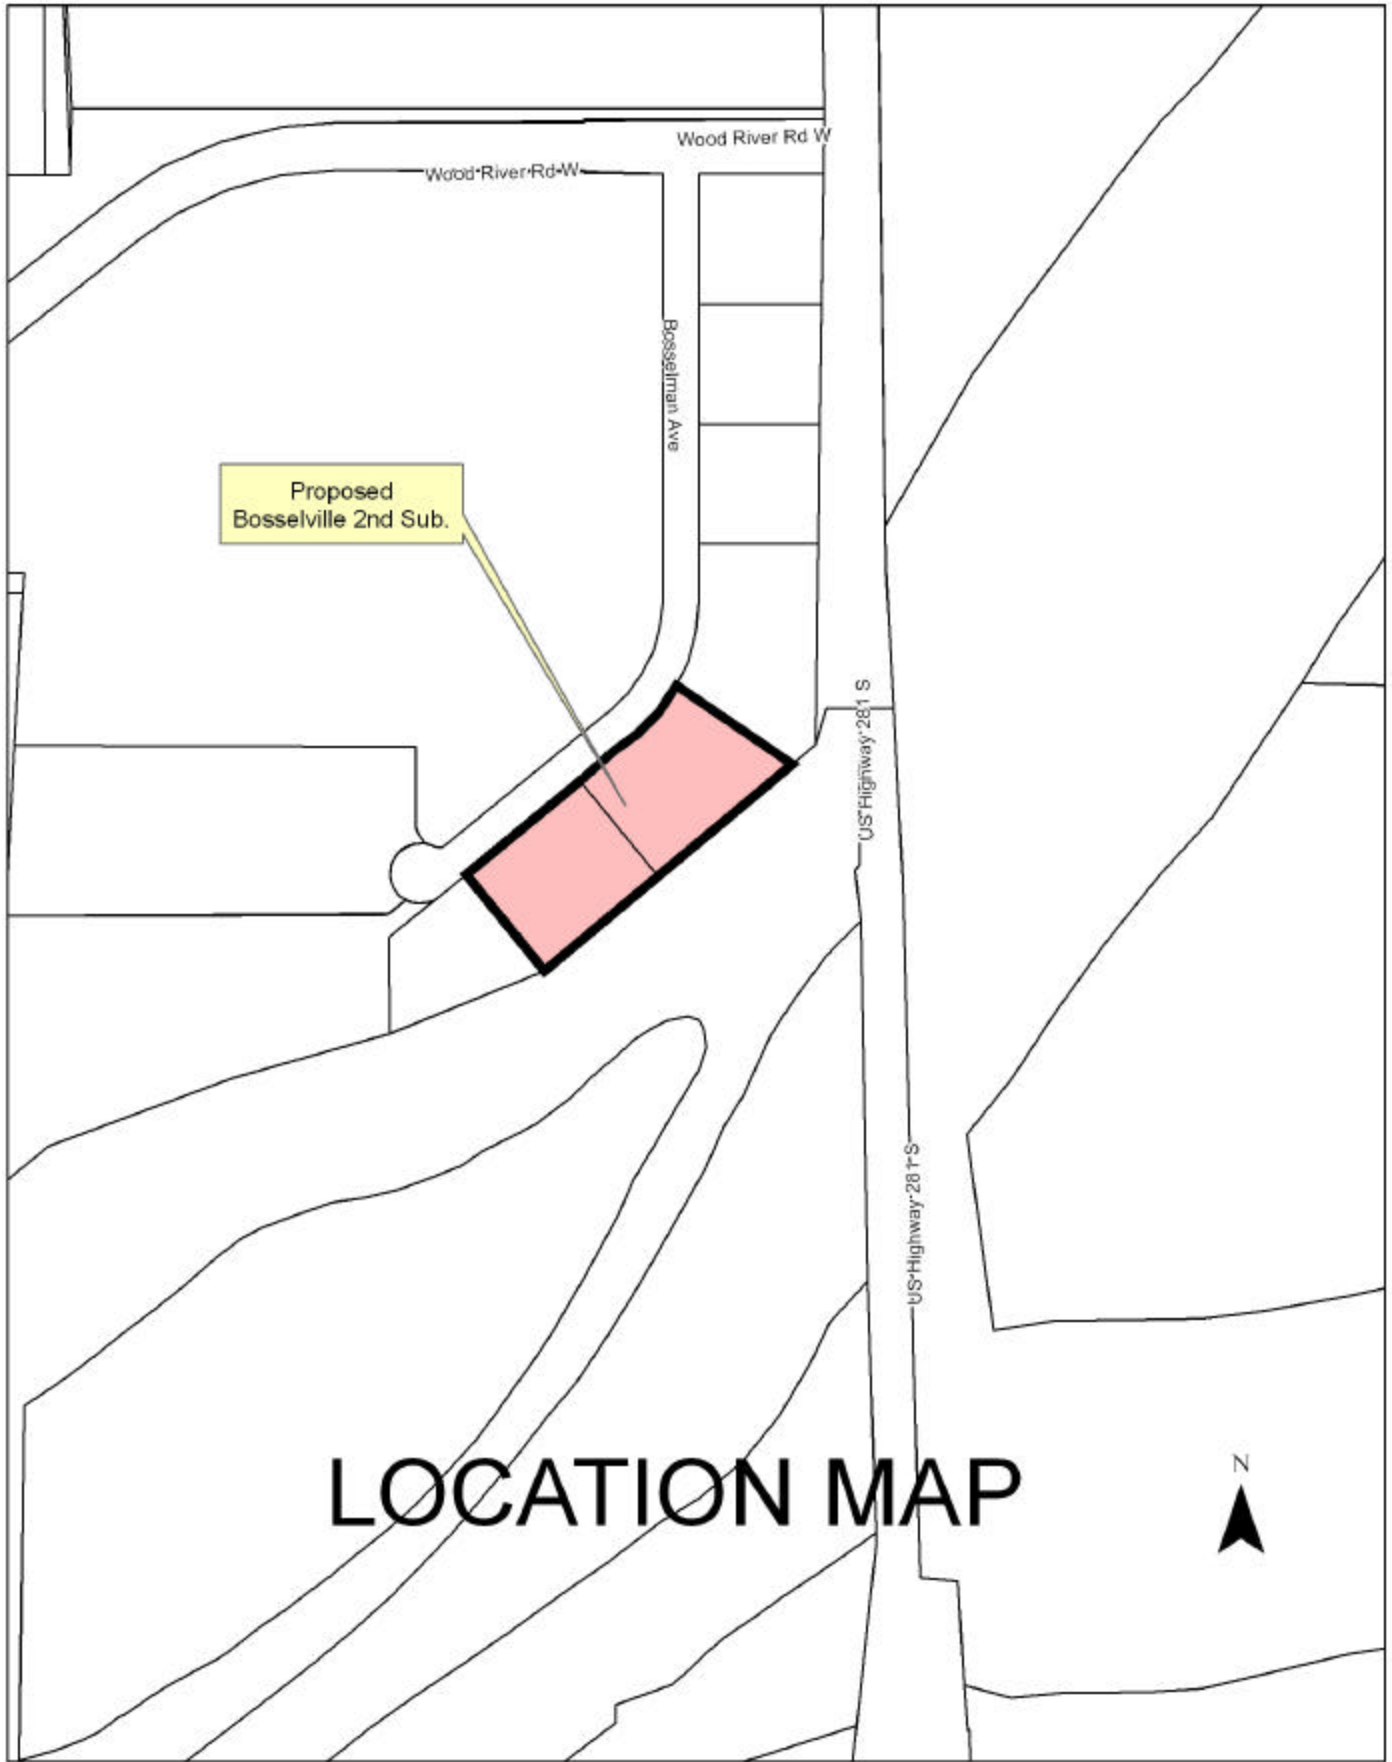 Wood River Rd W
Wood River Rd W
Bosselman Ave
Proposed
Bosselville 2nd Sub.
US Highway 281 S
US Highway 281 S
LOCATION MAP
N